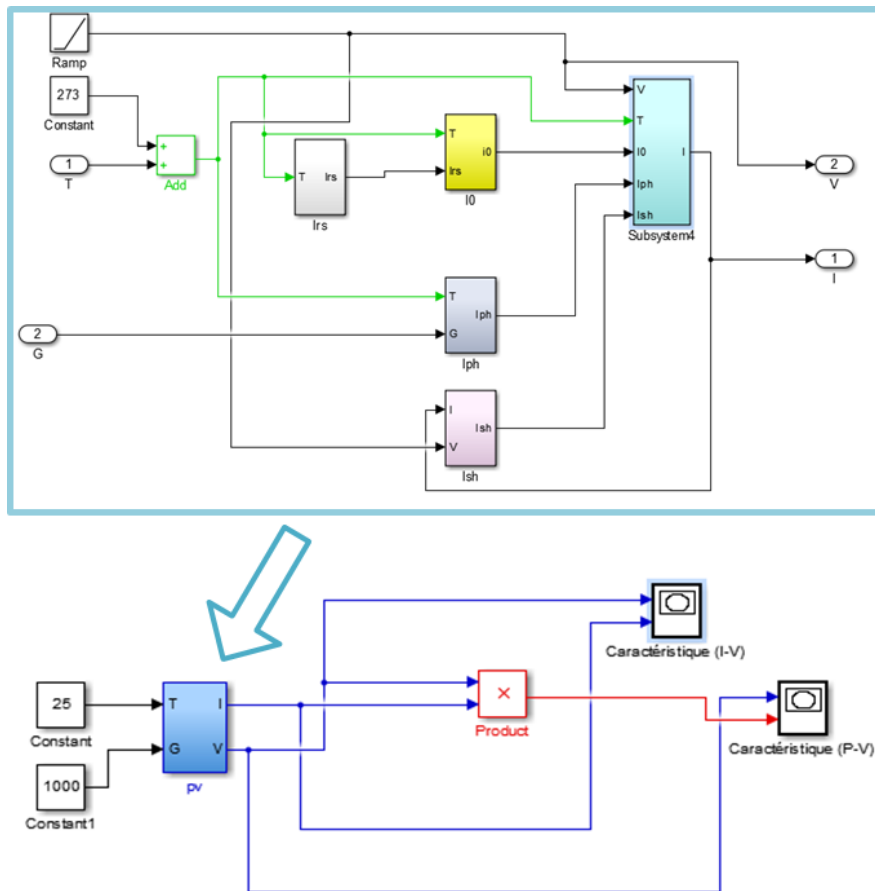 Ramp
273
Constant
1
T
+
+
Add
T Irs
Irs
T
Irs
i0
I0
V
T
I0
Iph
Ish
I
Subsystem4
2
V
1
I
2
G
T
G
Iph
Iph
I
V
Ish
Ish
25
Constant
1000
Constant1
T I
G V
pv
×
Product
Caractéristique (I-V)
Caractéristique (P-V)